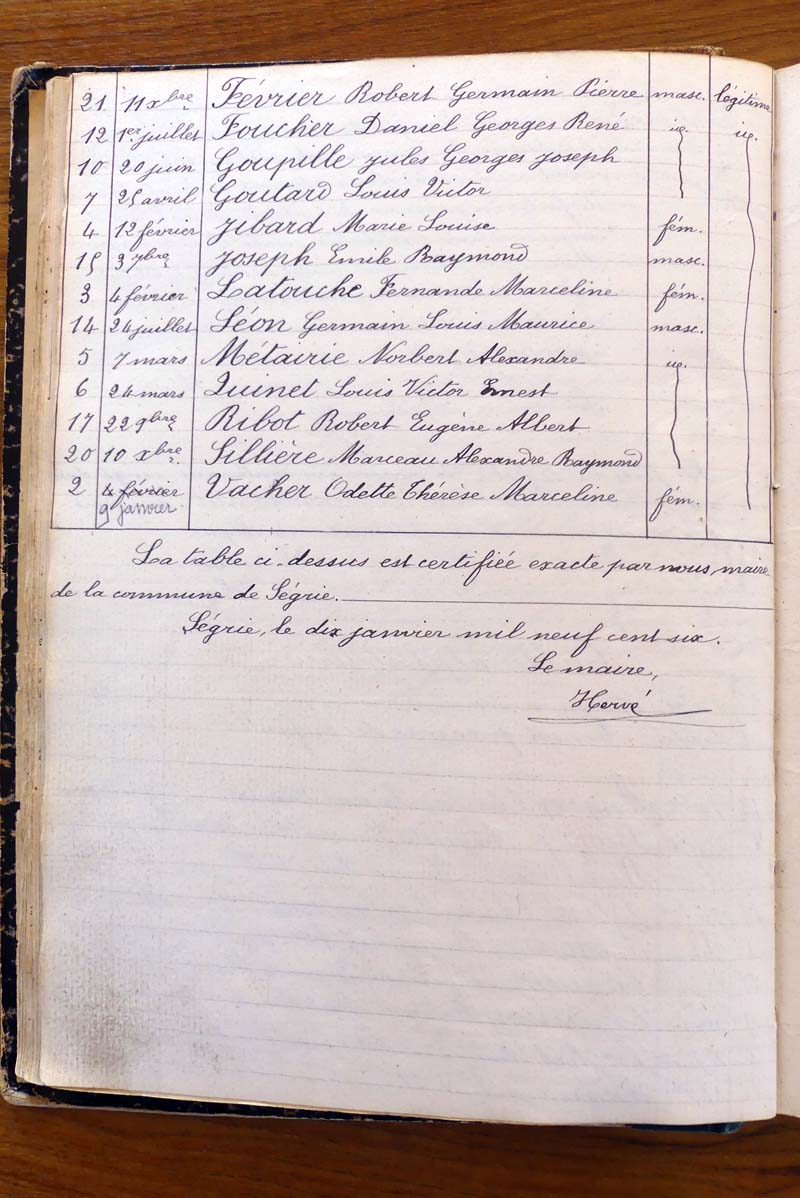 21 11 xbre Février Robert Germain Pierre masc. légitime
12 1er juillet Foucher Daniel Georges René id. id.
10 20 juin Goupille Jules Georges Joseph
7 25 avril Goutard Louis Victor
4 12 février Jibard Marie Louise fém.
15 3 7bre Joseph Emile Raymond masc.
3 4 février Latouche Fernande Marceline fém.
14 24 juillet Léon Germain Louis Maurice masc.
5 7 mars Métairie Norbert Alexandre id.
6 24 mars Quinet Louis Victor Ernest
17 22 9bre Ribot Robert Eugène Albert
20 10 xbre Sillière Marceau Alexandre Raymond
2 4 février Vacher Odette Thérèse Marceline fém.
9 janvier
La table ci-dessus est certifiée exacte par nous, maire
de la commune de Ségrie.
Ségrie, le dix janvier mil neuf cent six.
Le maire,
Hervé